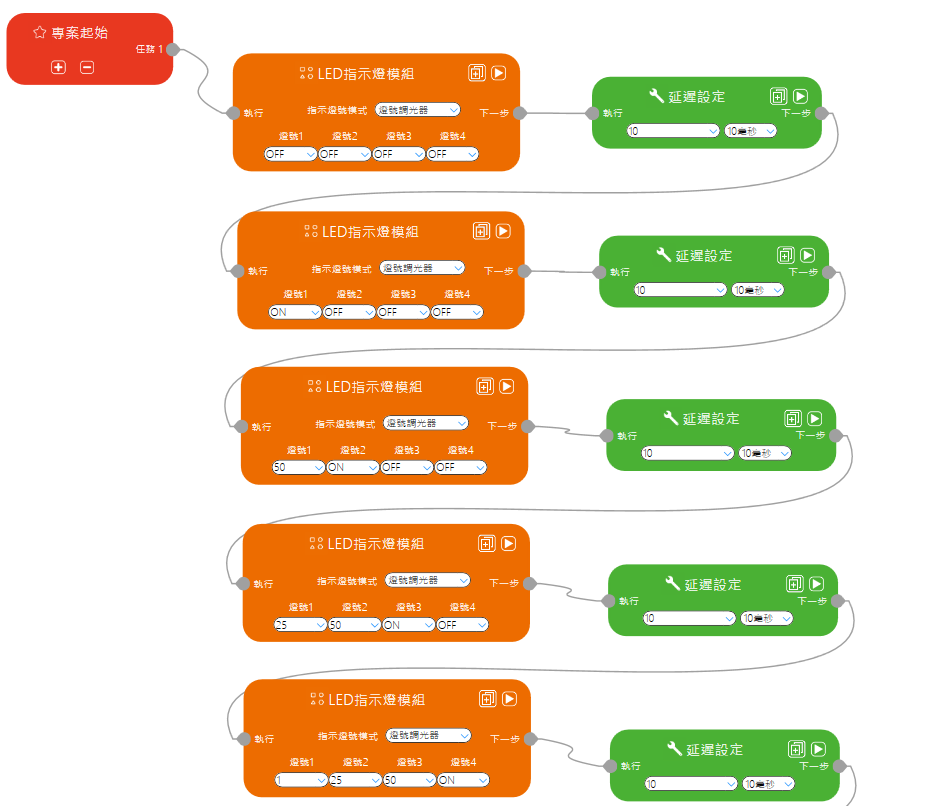 專案起始
任務 1
LED指示燈模組
執行 指示燈號模式 燈號調光器 下一步
燈號1 燈號2 燈號3 燈號4
OFF OFF OFF OFF
延遲設定
執行 下一步
10 10毫秒
LED指示燈模組
執行 指示燈號模式 燈號調光器 下一步
燈號1 燈號2 燈號3 燈號4
ON OFF OFF OFF
延遲設定
執行 下一步
10 10毫秒
LED指示燈模組
執行 指示燈號模式 燈號調光器 下一步
燈號1 燈號2 燈號3 燈號4
50 ON OFF OFF
延遲設定
執行 下一步
10 10毫秒
LED指示燈模組
執行 指示燈號模式 燈號調光器 下一步
燈號1 燈號2 燈號3 燈號4
25 50 ON OFF
延遲設定
執行 下一步
10 10毫秒
LED指示燈模組
執行 指示燈號模式 燈號調光器 下一步
燈號1 燈號2 燈號3 燈號4
1 25 50 ON
延遲設定
執行 下一步
10 10毫秒